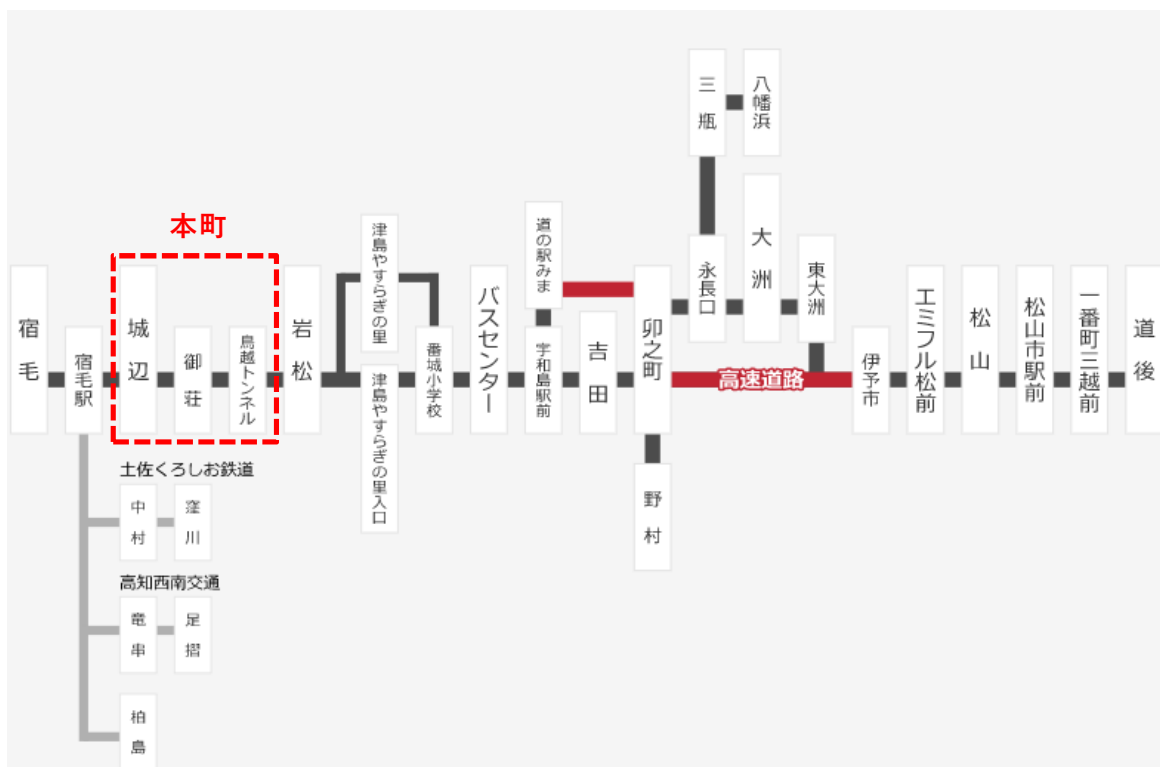 本町
宿毛
宿毛駅
城辺
御荘
鳥越トンネル
岩松
津島やすらぎの里
津島やすらぎの里入口
番城小学校
バスセンター
道の駅みま
宇和島駅前
吉田
卯之町
野村
三瓶
八幡浜
永長口
大洲
東大洲
高速道路
伊予市
エミフル松前
松山
松山市駅前
一番町三越前
道後
土佐くろしお鉄道
中村
窪川
高知西南交通
竜串
足摺
柏島